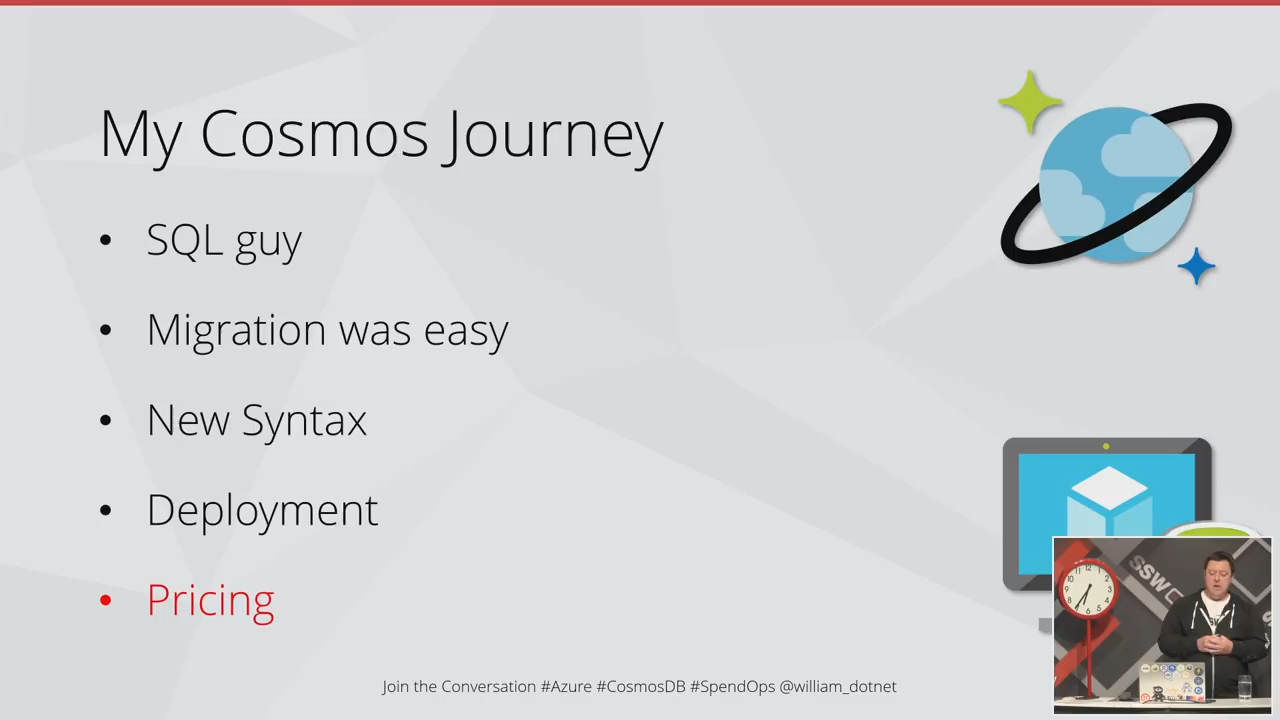 My Cosmos Journey
• SQL guy
• Migration was easy
• New Syntax
• Deployment
• Pricing
Join the Conversation #Azure #CosmosDB #SpendOps @william_dotnet
SSW